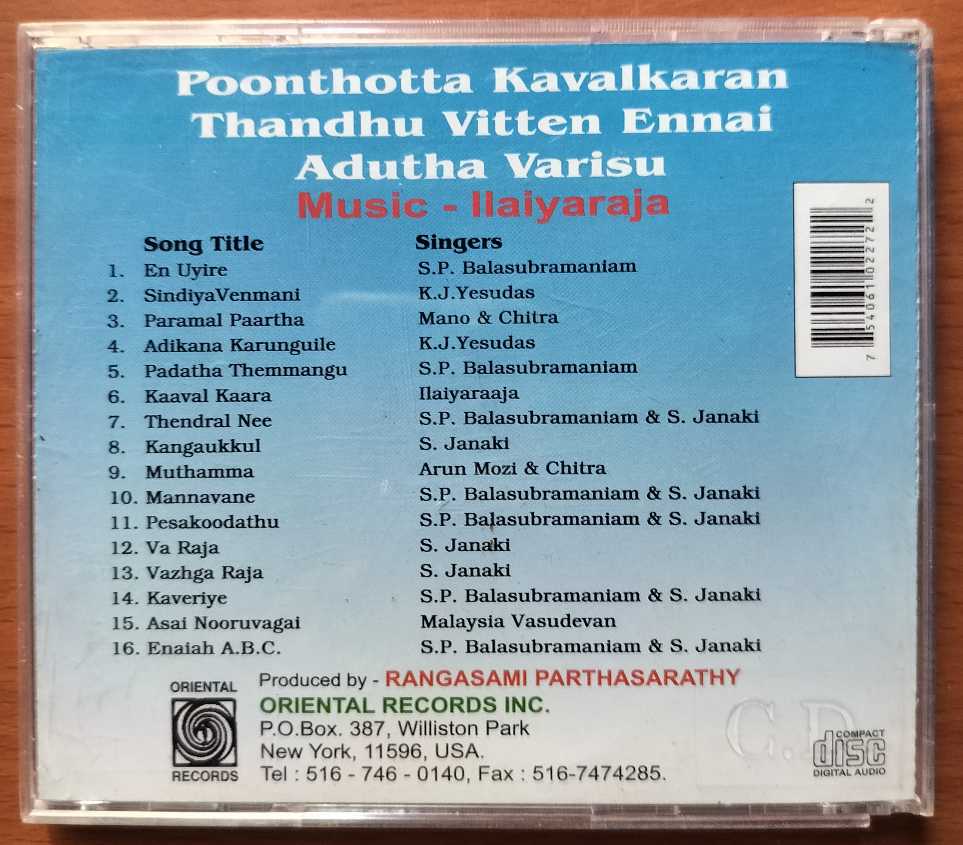 Poonthotta Kavalkaran
Thandhu Vitten Ennai
Adutha Varisu
Music - Ilaiyaraja
Song Title Singers
1. En Uyire S.P. Balasubramaniam
2. SindiyaVenmani K.J.Yesudas
3. Paramal Paartha Mano & Chitra
4. Adikana Karunguile K.J.Yesudas
5. Padatha Themmangu S.P. Balasubramaniam
6. Kaaval Kaara Ilaiyaraaja
7. Thendral Nee S.P. Balasubramaniam & S. Janaki
8. Kangaukkul S. Janaki
9. Muthamma Arun Mozi & Chitra
10. Mannavane S.P. Balasubramaniam & S. Janaki
11. Pesakoodathu S.P. Balasubramaniam & S. Janaki
12. Va Raja S. Janaki
13. Vazhga Raja S. Janaki
14. Kaveriye S.P. Balasubramaniam & S. Janaki
15. Asai Nooruvagai Malaysia Vasudevan
16. Enaiah A.B.C. S.P. Balasubramaniam & S. Janaki
7 54061 02272 2
ORIENTAL
RECORDS
Produced by - RANGASAMI PARTHASARATHY
ORIENTAL RECORDS INC.
P.O.Box. 387, Williston Park
New York, 11596, USA.
Tel : 516 - 746 - 0140, Fax : 516-7474285.
C.D
COMPACT
disc
DIGITAL AUDIO